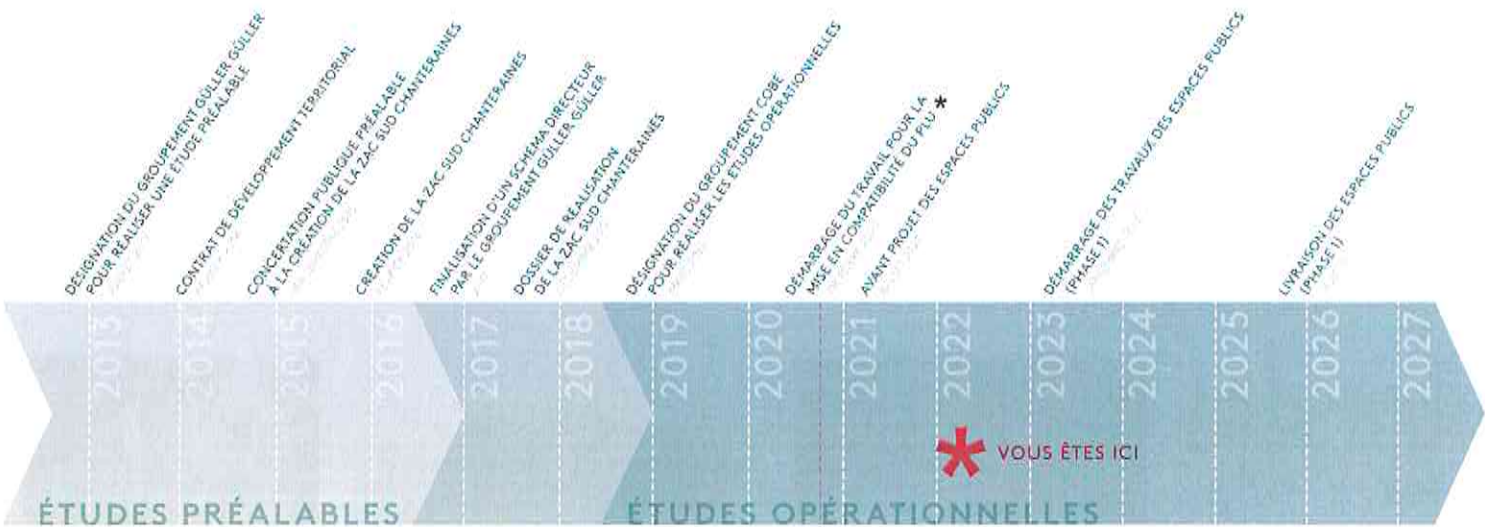 DÉSIGNATION DU GROUPEMENT GÜLLER GÜLLER
POUR RÉALISER UNE ÉTUDE PRÉALABLE
CONTRAT DE DÉVELOPPEMENT TERRITORIAL
CONCERTATION PUBLIQUE PRÉALABLE
À LA CRÉATION DE LA ZAC SUD CHANTERAINES
CRÉATION DE LA ZAC SUD CHANTERAINES
FINALISATION D'UN SCHEMA DIRECTEUR
PAR LE GROUPEMENT GÜLLER GÜLLER
DOSSIER DE RÉALISATION
DE LA ZAC SUD CHANTERAINES
DÉSIGNATION DU GROUPEMENT COBE
POUR RÉALISER LES ÉTUDES OPÉRATIONNELLES
DÉMARRAGE DU TRAVAIL POUR LA
MISE EN COMPATIBILITÉ DU PLU *
AVANT PROJET DES ESPACES PUBLICS
DÉMARRAGE DES TRAVAUX DES ESPACES PUBLICS
(PHASE 1)
LIVRAISON DES ESPACES PUBLICS
(PHASE 1)
2013
2014
2015
2016
2017
2018
2019
2020
2021
2022
2023
2024
2025
2026
2027
VOUS ÊTES ICI
ÉTUDES PRÉALABLES
ÉTUDES OPÉRATIONNELLES